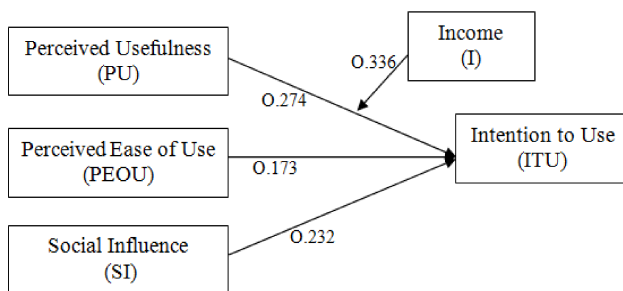 Perceived Usefulness
(PU)
Income
(I)
O.336
O.274
Perceived Ease of Use
(PEOU)
Intention to Use
(ITU)
O.173
Social Influence
(SI)
O.232